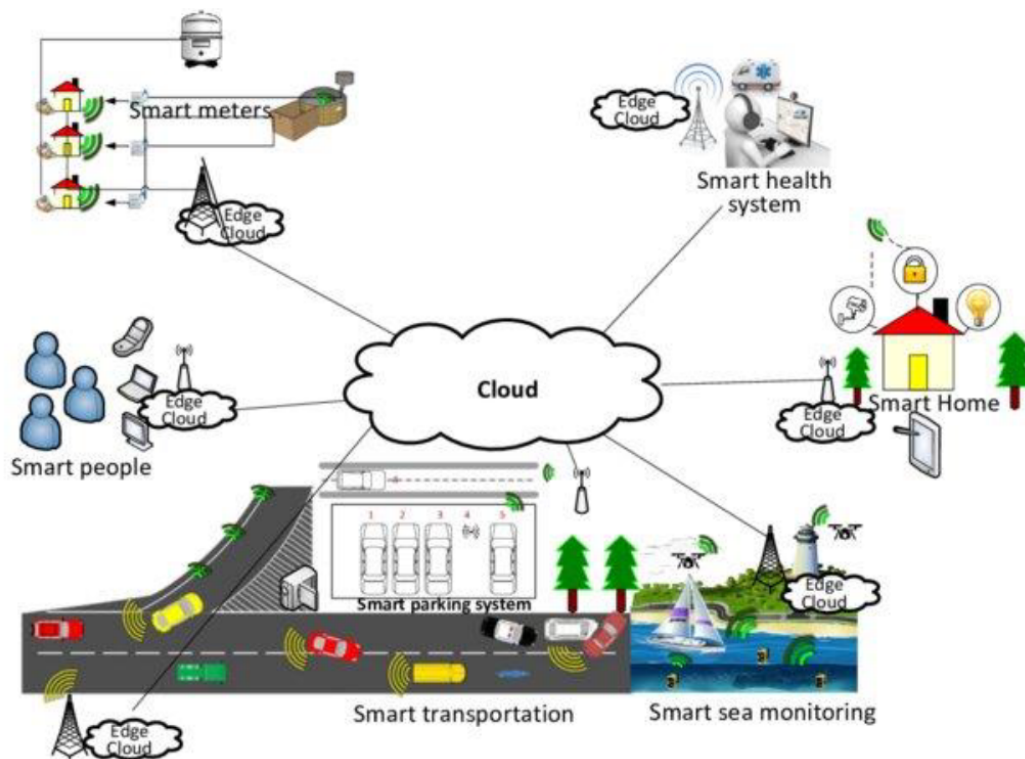 Smart meters
Edge
Cloud
Edge
Cloud
Smart health
system
Cloud
Edge
Cloud
Smart people
Smart Home
Edge
Cloud
1 2 3 4 5
Smart parking system
Edge
Cloud
Smart transportation
Smart sea monitoring
Edge
Cloud